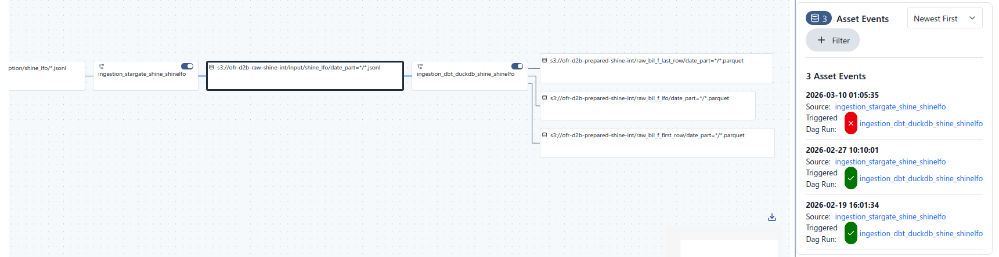 ption/shine_lfo/*.jsonl
ingestion_stargate_shine_shinelfo
s3://ofr-d2b-raw-shine-int/input/shine_lfo/date_part=*/*.jsonl
ingestion_dbt_duckdb_shine_shinelfo
s3://ofr-d2b-prepared-shine-int/raw_bil_f_last_row/date_part=*/*.parquet
s3://ofr-d2b-prepared-shine-int/raw_bil_f_lfo/date_part=*/*.parquet
s3://ofr-d2b-prepared-shine-int/raw_bil_f_first_row/date_part=*/*.parquet
3 Asset Events
Newest First
Filter
3 Asset Events
2026-03-10 01:05:35
Source: ingestion_stargate_shine_shinelfo
Triggered
Dag Run: ingestion_dbt_duckdb_shine_shinelfo
2026-02-27 10:10:01
Source: ingestion_stargate_shine_shinelfo
Triggered
Dag Run: ingestion_dbt_duckdb_shine_shinelfo
2026-02-19 16:01:34
Source: ingestion_stargate_shine_shinelfo
Triggered
Dag Run: ingestion_dbt_duckdb_shine_shinelfo